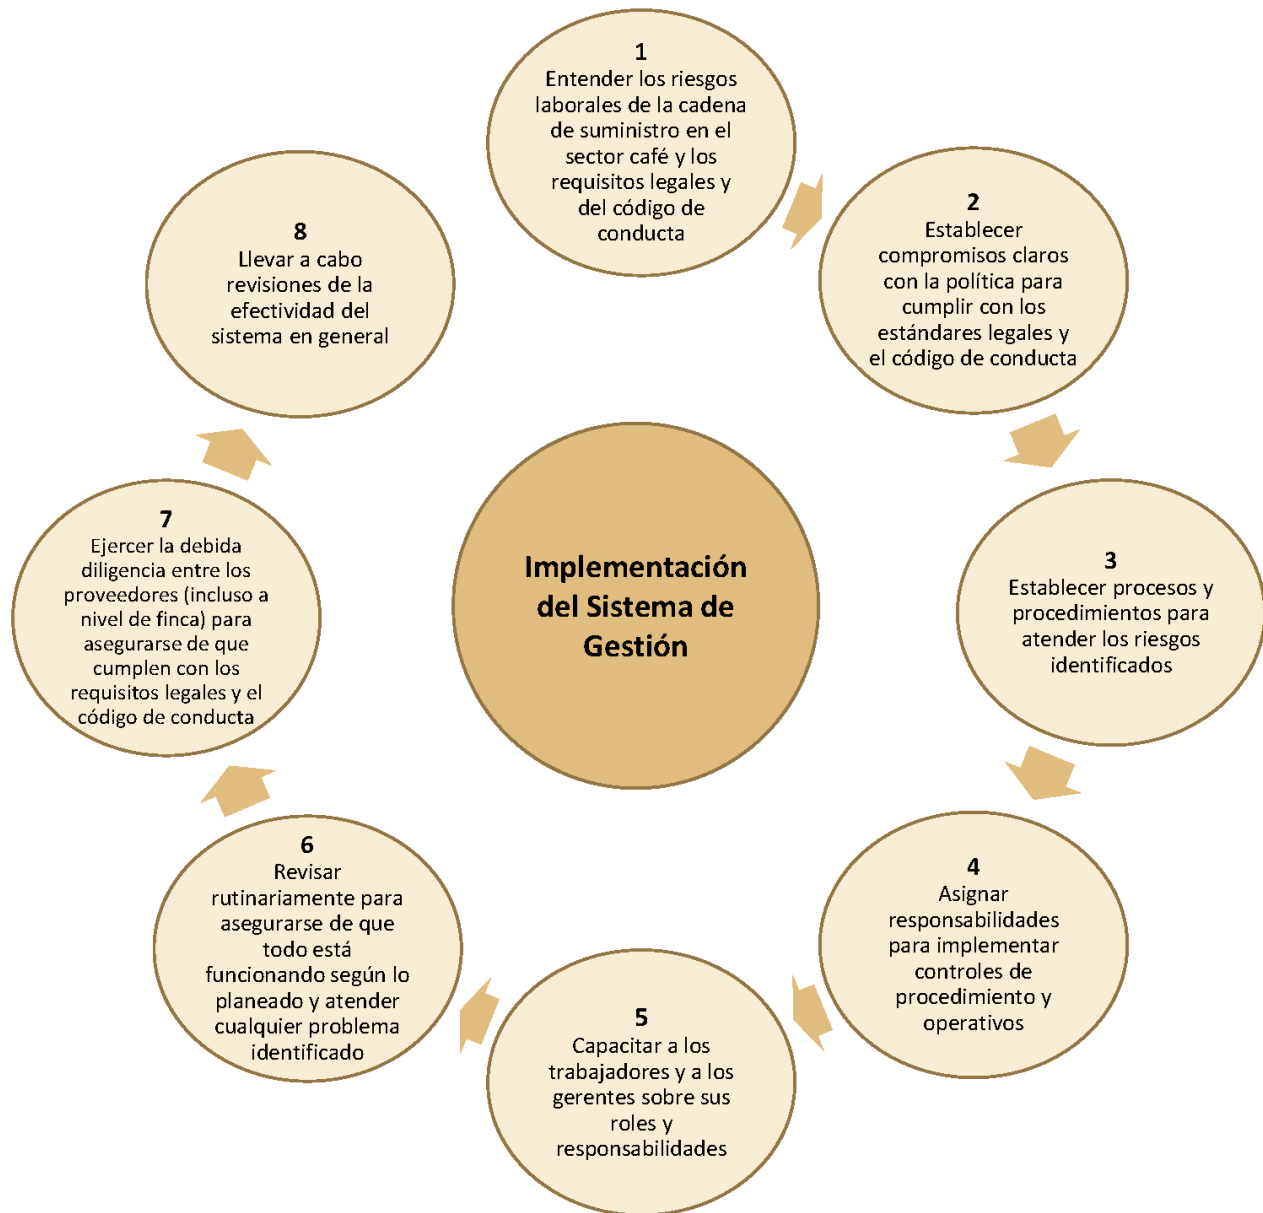 1
Entender los riesgos
laborales de la cadena
de suministro en el
sector café y los
requisitos legales y
del código de
conducta
2
Establecer
compromisos claros
con la política para
cumplir con los
estándares legales y
el código de conducta
3
Establecer procesos y
procedimientos para
atender los riesgos
identificados
4
Asignar
responsabilidades
para implementar
controles de
procedimiento y
operativos
5
Capacitar a los
trabajadores y a los
gerentes sobre sus
roles y
responsabilidades
6
Revisar
rutinariamente para
asegurarse de que
todo está
funcionando según lo
planeado y atender
cualquier problema
identificado
7
Ejercer la debida
diligencia entre los
proveedores (incluso a
nivel de finca) para
asegurarse de que
cumplen con los
requisitos legales y el
código de conducta
8
Llevar a cabo
revisiones de la
efectividad del
sistema en general
Implementación
del Sistema de
Gestión